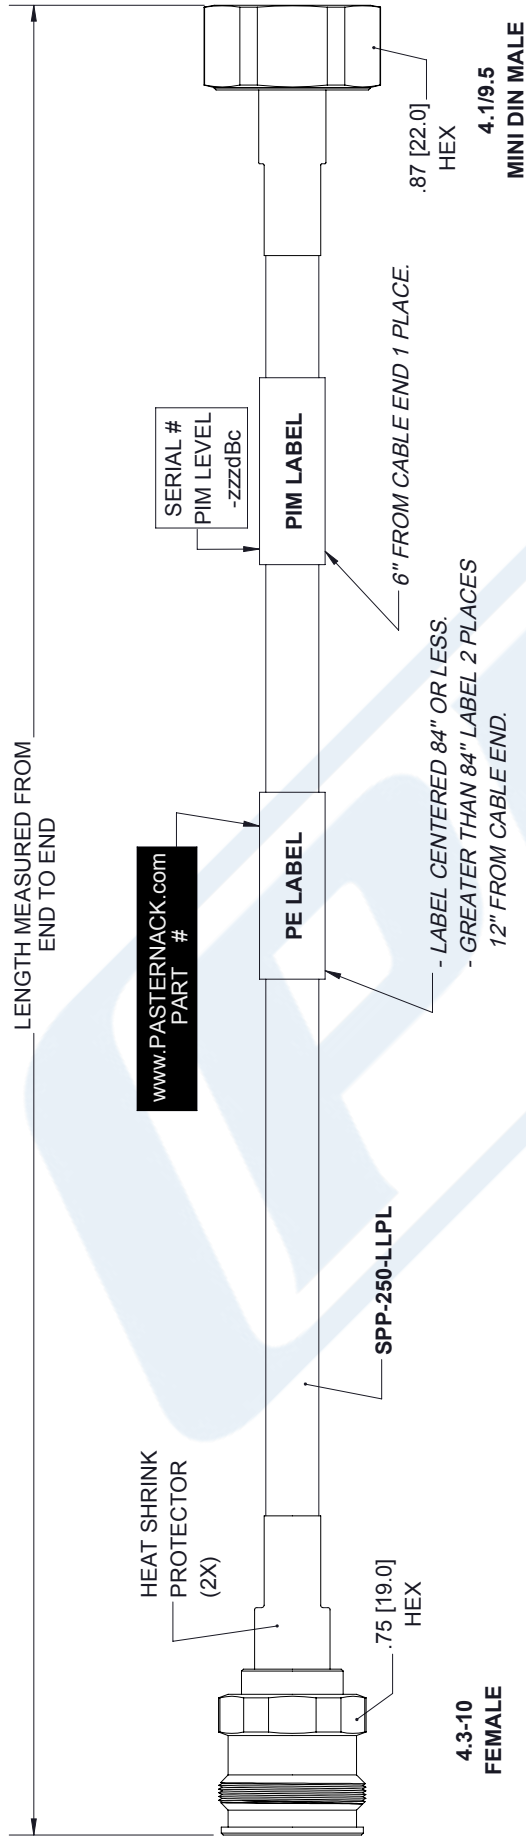 LENGTH MEASURED FROM
END TO END
HEAT SHRINK
PROTECTOR
(2X)
www.PASTERNACK.com
PART #
SERIAL #
PIM LEVEL
-zzzdBc
PE LABEL
PIM LABEL
.75 [19.0]
HEX
SPP-250-LLPL
- LABEL CENTERED 84" OR LESS.
- GREATER THAN 84" LABEL 2 PLACES
12" FROM CABLE END.
6" FROM CABLE END 1 PLACE.
.87 [22.0]
HEX
4.3-10
FEMALE
4.1/9.5
MINI DIN MALE